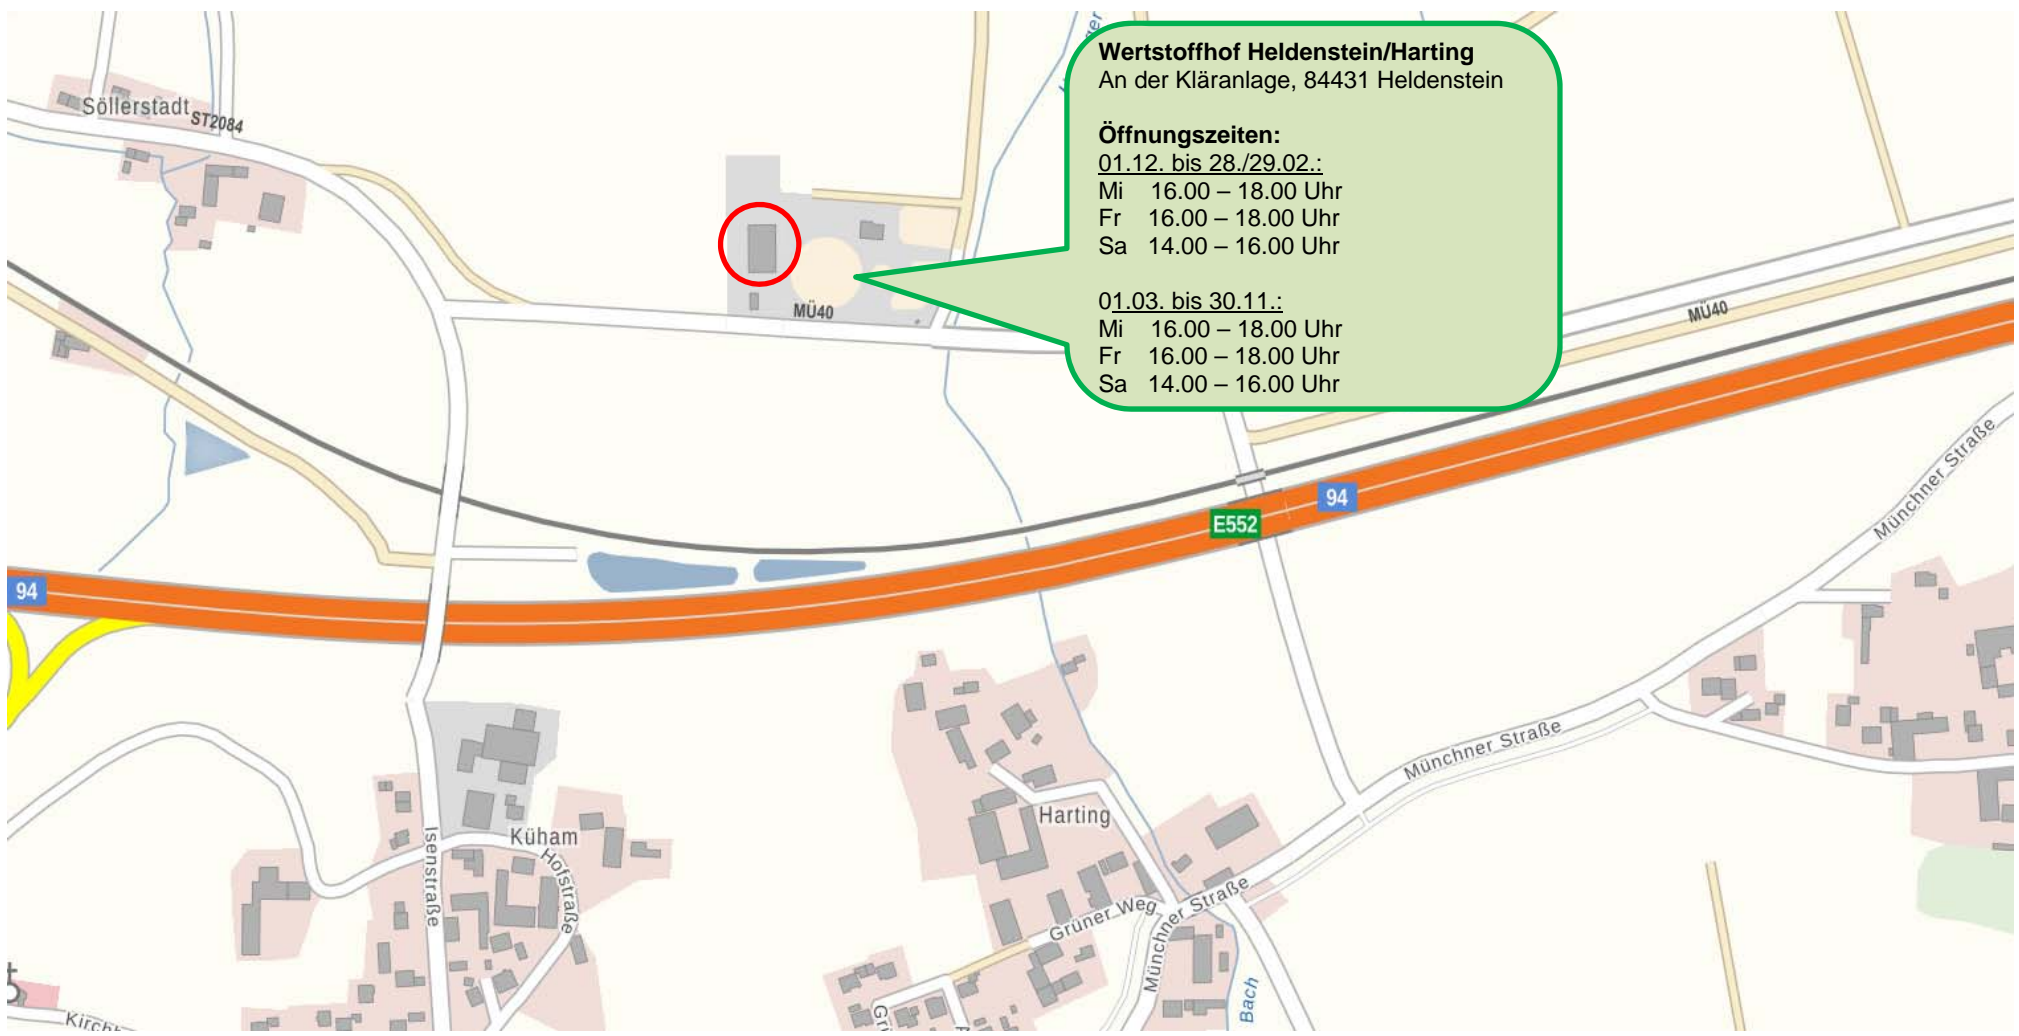 Wertstoffhof Heldenstein/Harting
An der Kläranlage, 84431 Heldenstein
Öffnungszeiten:
01.12. bis 28./29.02.:
Mi 16.00 – 18.00 Uhr
Fr 16.00 – 18.00 Uhr
Sa 14.00 – 16.00 Uhr
01.03. bis 30.11.:
Mi 16.00 – 18.00 Uhr
Fr 16.00 – 18.00 Uhr
Sa 14.00 – 16.00 Uhr
Söllerstadt
ST2084
MÜ40
MÜ40
Münchner Straße
94
E552
94
Münchner Straße
Harting
Küham
Hofstraße
Isenstraße
Grüner Weg
Münchner Straße
Münchner Straße
Bach